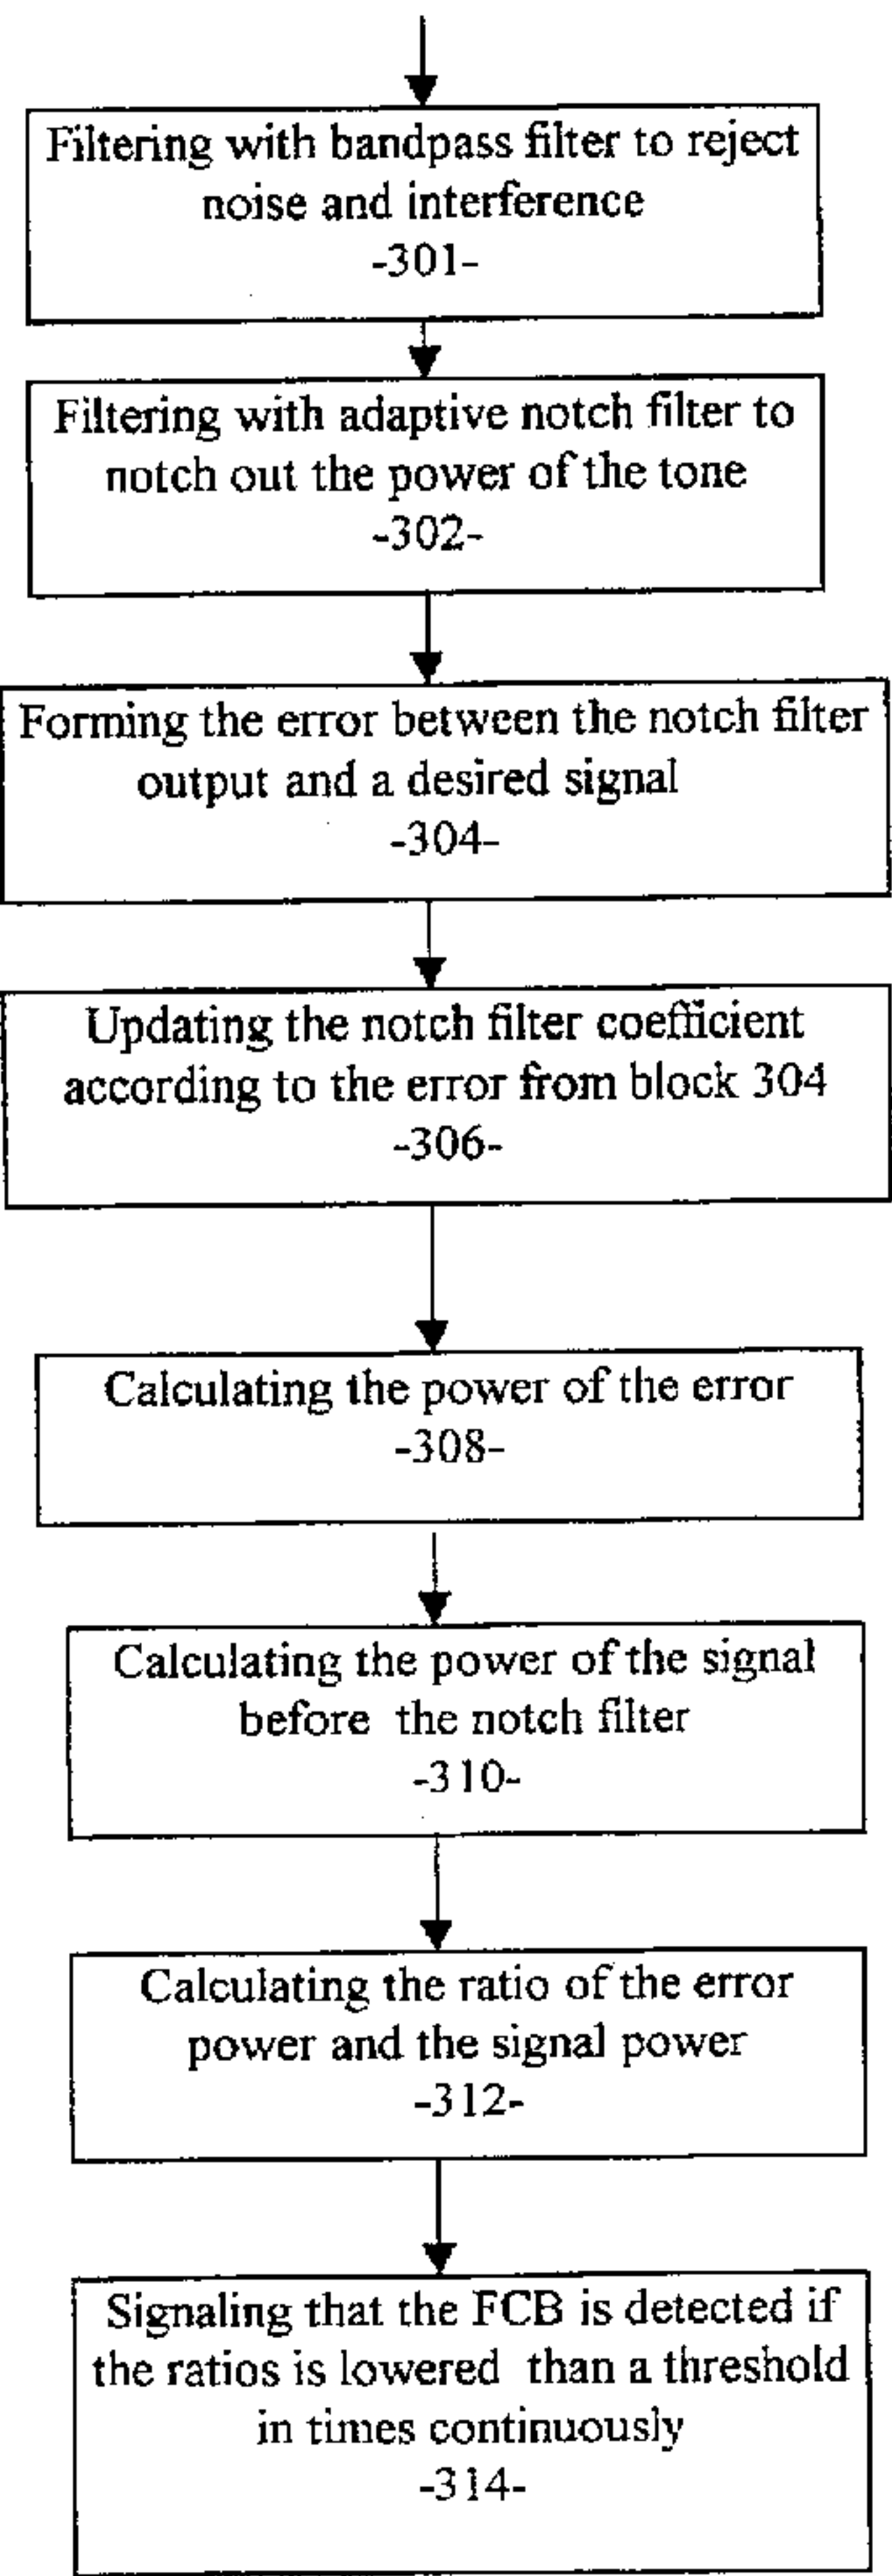 Filtering with bandpass filter to reject
noise and interference
-301-
Filtering with adaptive notch filter to
notch out the power of the tone
-302-
Forming the error between the notch filter
output and a desired signal
-304-
Updating the notch filter coefficient
according to the error from block 304
-306-
Calculating the power of the error
-308-
Calculating the power of the signal
before the notch filter
-310-
Calculating the ratio of the error
power and the signal power
-312-
Signaling that the FCB is detected if
the ratios is lowered than a threshold
in times continuously
-314-